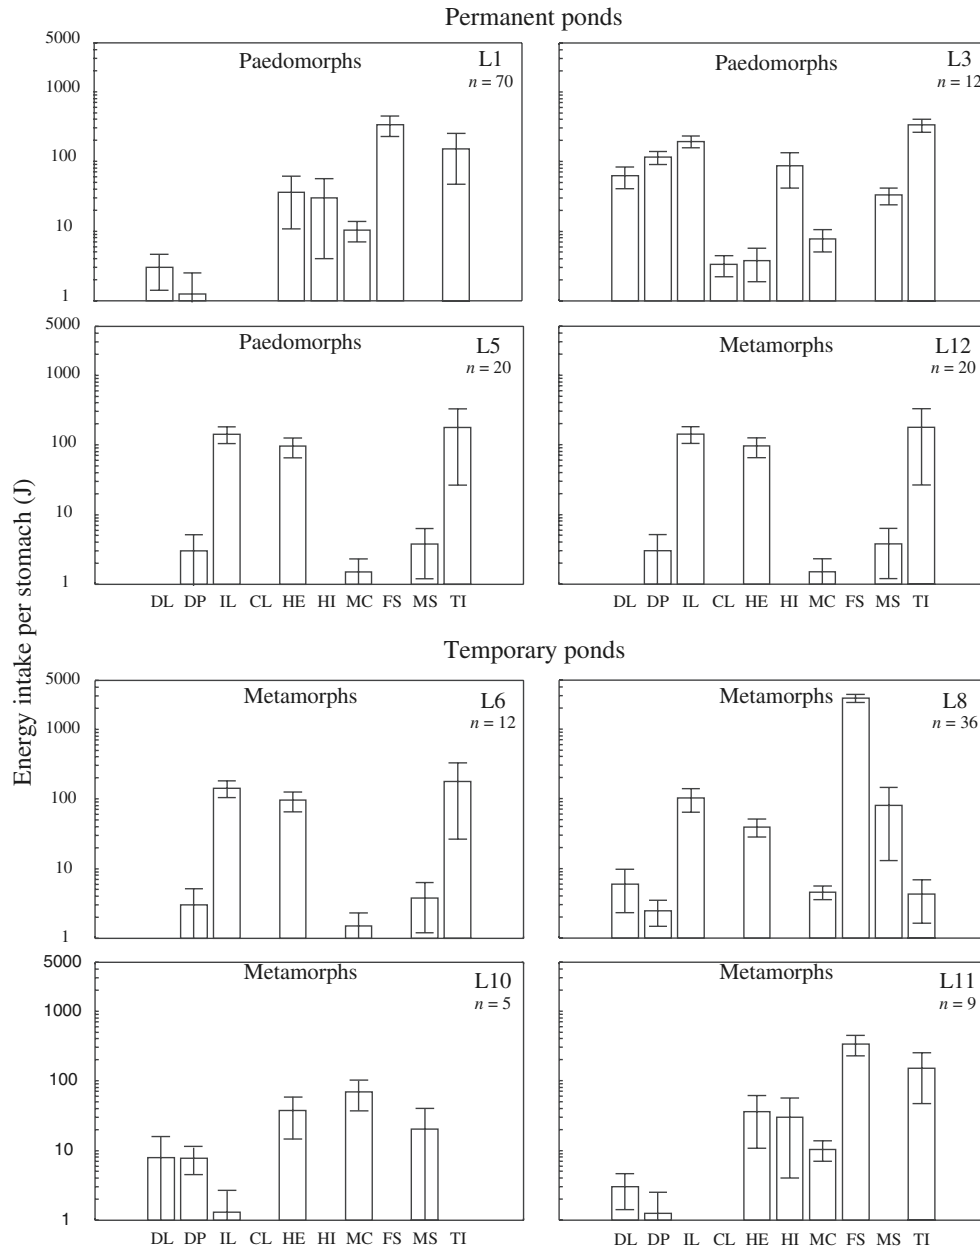 Permanent ponds
Energy intake per stomach (J)
5000
1000
100
10
1
Paedomorphs
L1
n = 70
Paedomorphs
L3
n = 12
5000
1000
100
10
1
Paedomorphs
L5
n = 20
Metamorphs
L12
n = 20
DL DP IL CL HE HI MC FS MS TI
DL DP IL CL HE HI MC FS MS TI
Temporary ponds
5000
1000
100
10
1
Metamorphs
L6
n = 12
Metamorphs
L8
n = 36
5000
1000
100
10
1
Metamorphs
L10
n = 5
Metamorphs
L11
n = 9
DL DP IL CL HE HI MC FS MS TI
DL DP IL CL HE HI MC FS MS TI